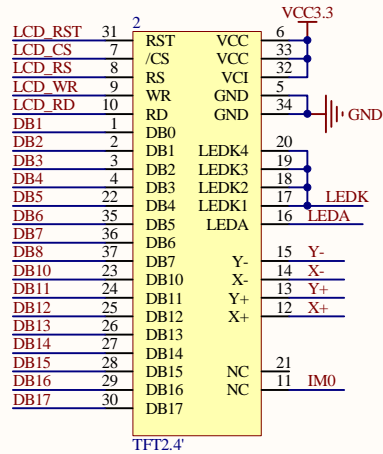 2
VCC3.3
LCD_RST 31 RST VCC 6
LCD_CS 7 /CS VCC 33
LCD_RS 8 RS VCI 32
LCD_WR 9 WR GND 5
LCD_RD 10 RD GND 34 GND
DB1 1 DB0
DB2 2 DB1 LEDK4 20
DB3 3 DB2 LEDK3 19
DB4 4 DB3 LEDK2 18
DB5 22 DB4 LEDK1 17 LEDK
DB6 35 DB5 LEDA 16 LEDA
DB7 36 DB6
DB8 37 DB7 Y- 15 Y-
DB10 23 DB10 X- 14 X-
DB11 24 DB11 Y+ 13 Y+
DB12 25 DB12 X+ 12 X+
DB13 26 DB13
DB14 27 DB14
DB15 28 DB15 NC 21
DB16 29 DB16 NC 11 IM0
DB17 30 DB17
TFT2.4'